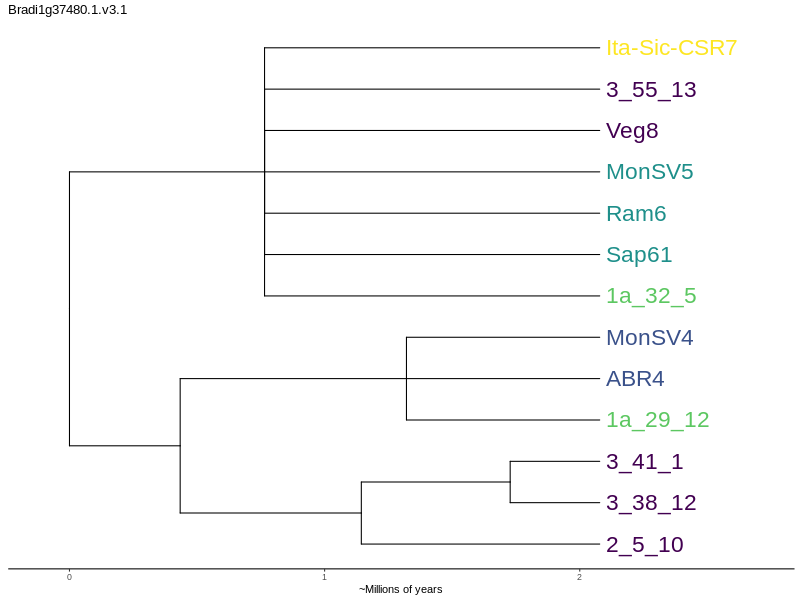 Bradi1g37480.1.v3.1
Ita-Sic-CSR7
3_55_13
Veg8
MonSV5
Ram6
Sap61
1a_32_5
MonSV4
ABR4
1a_29_12
3_41_1
3_38_12
2_5_10
0 1 2
~Millions of years